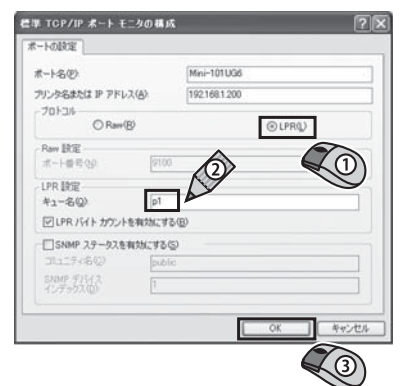 標準 TCP/IP ポート モニタの構成
ポートの設定
ポート名(P): Mini-101UG6
プリンタ名または IP アドレス(A): 192.168.1.200
プロトコル
Raw(R) LPR(L)
Raw 設定
ポート番号(N): 9100
LPR 設定
キュー名(Q): p1
LPR バイト カウントを有効にする(B)
SNMP ステータスを有効にする(S)
コミュニティ名(C): public
SNMP デバイス
インデックス(D): 1
OK キャンセル
①
②
③